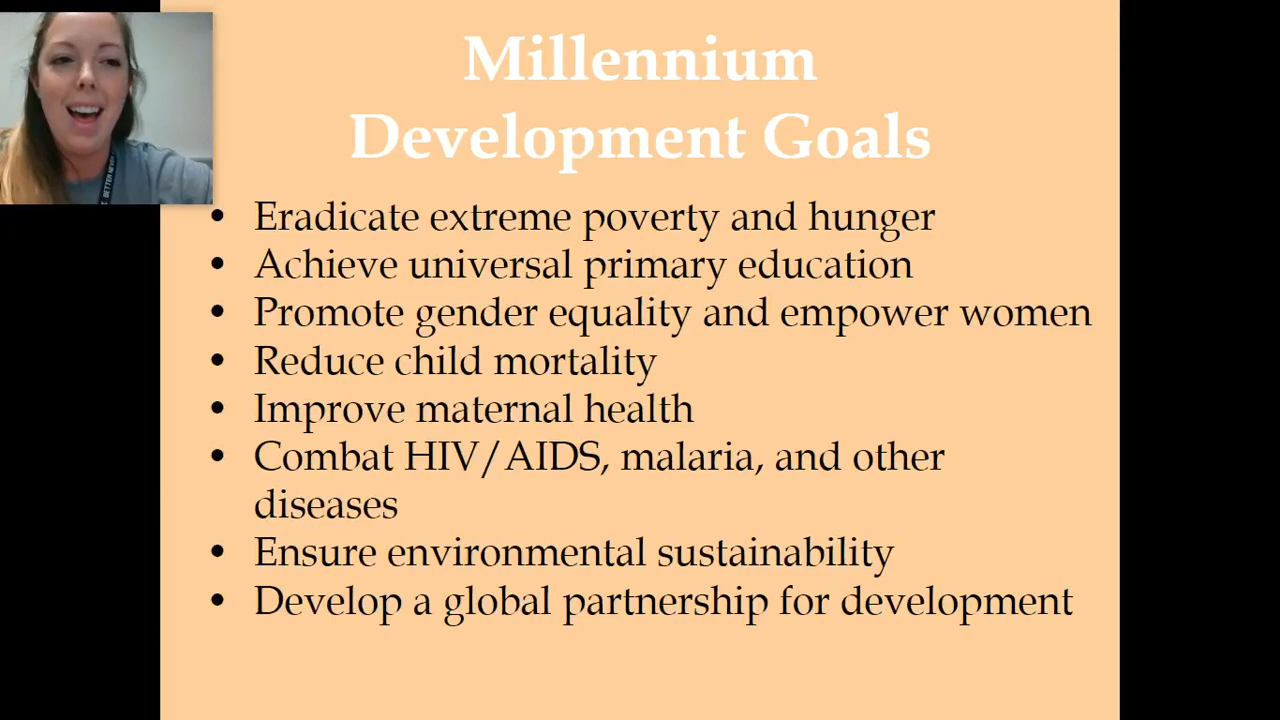 Millennium
Development Goals
• Eradicate extreme poverty and hunger
• Achieve universal primary education
• Promote gender equality and empower women
• Reduce child mortality
• Improve maternal health
• Combat HIV/AIDS, malaria, and other
diseases
• Ensure environmental sustainability
• Develop a global partnership for development